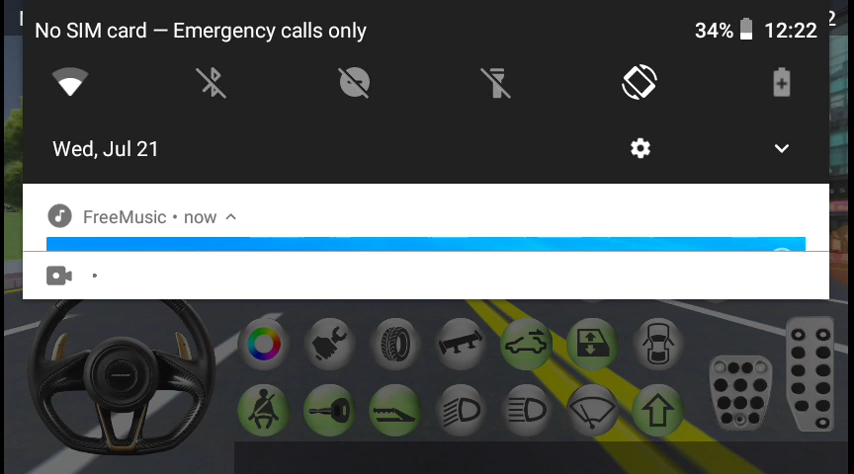 No SIM card — Emergency calls only 34% 12:22
Wed, Jul 21
FreeMusic • now